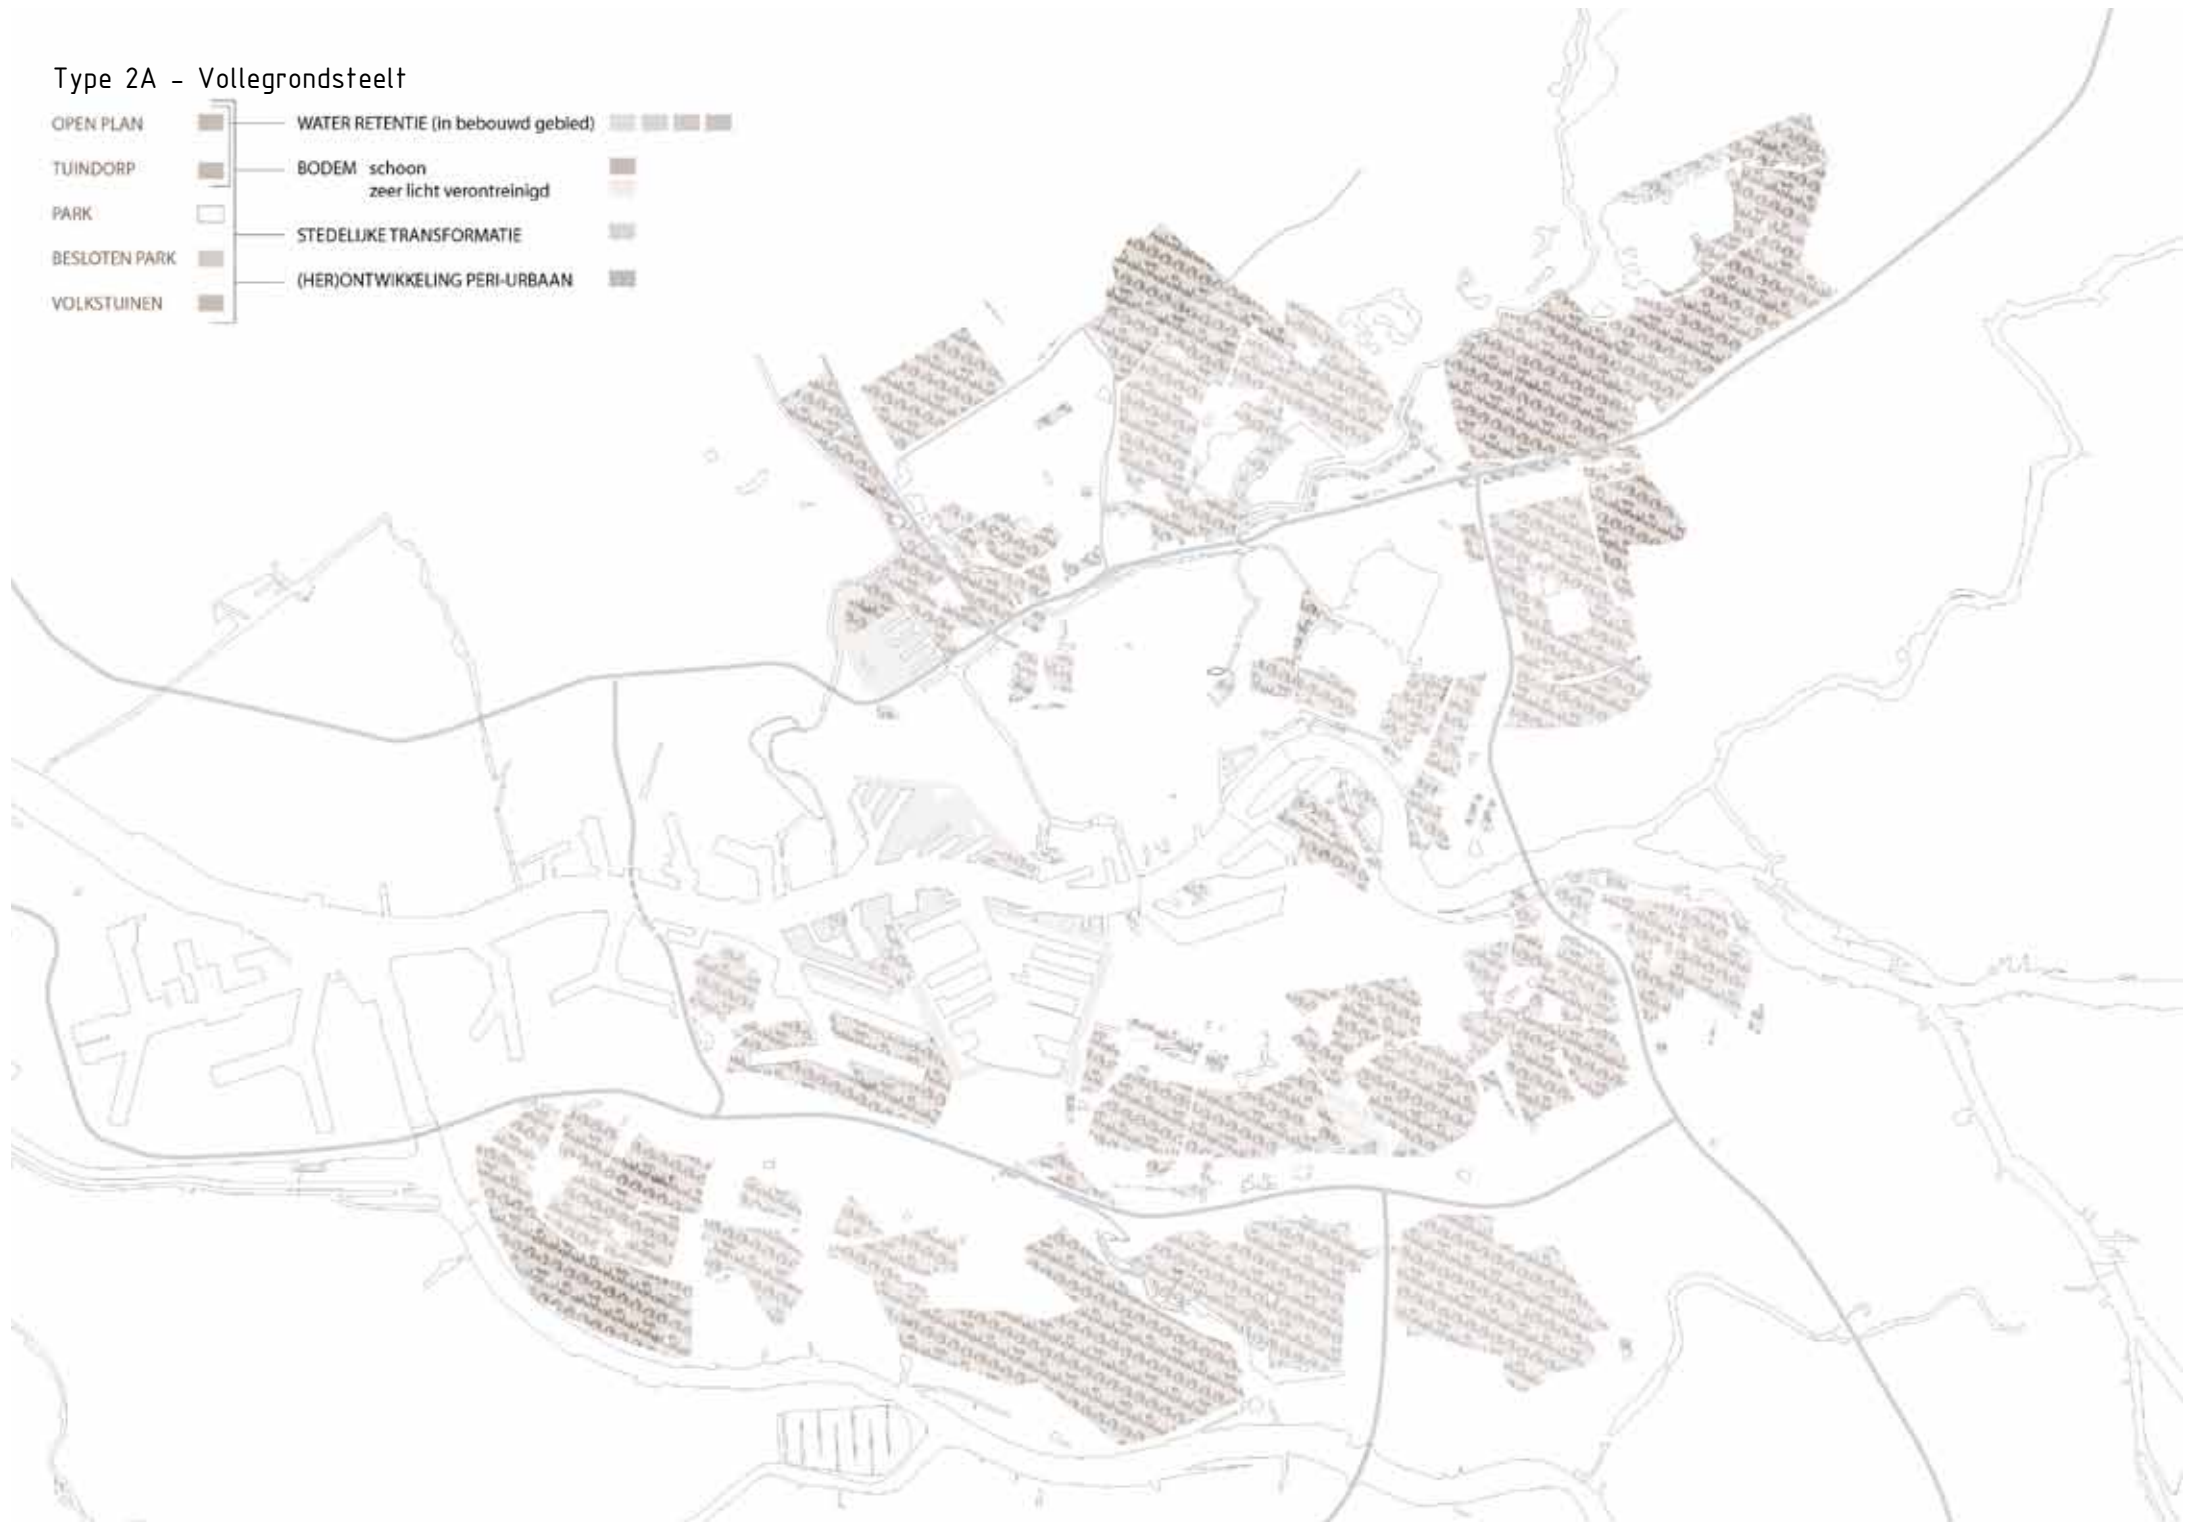 Type 2A - Vollegrondsteelt
OPEN PLAN
TUINDORP
PARK
BESLOTEN PARK
VOLKSTUINEN
WATER RETENTIE (in bebouwd gebied)
BODEM schoon
zeer licht verontreinigd
STEDELIJKE TRANSFORMATIE
(HER)ONTWIKKELING PERI-URBAAN